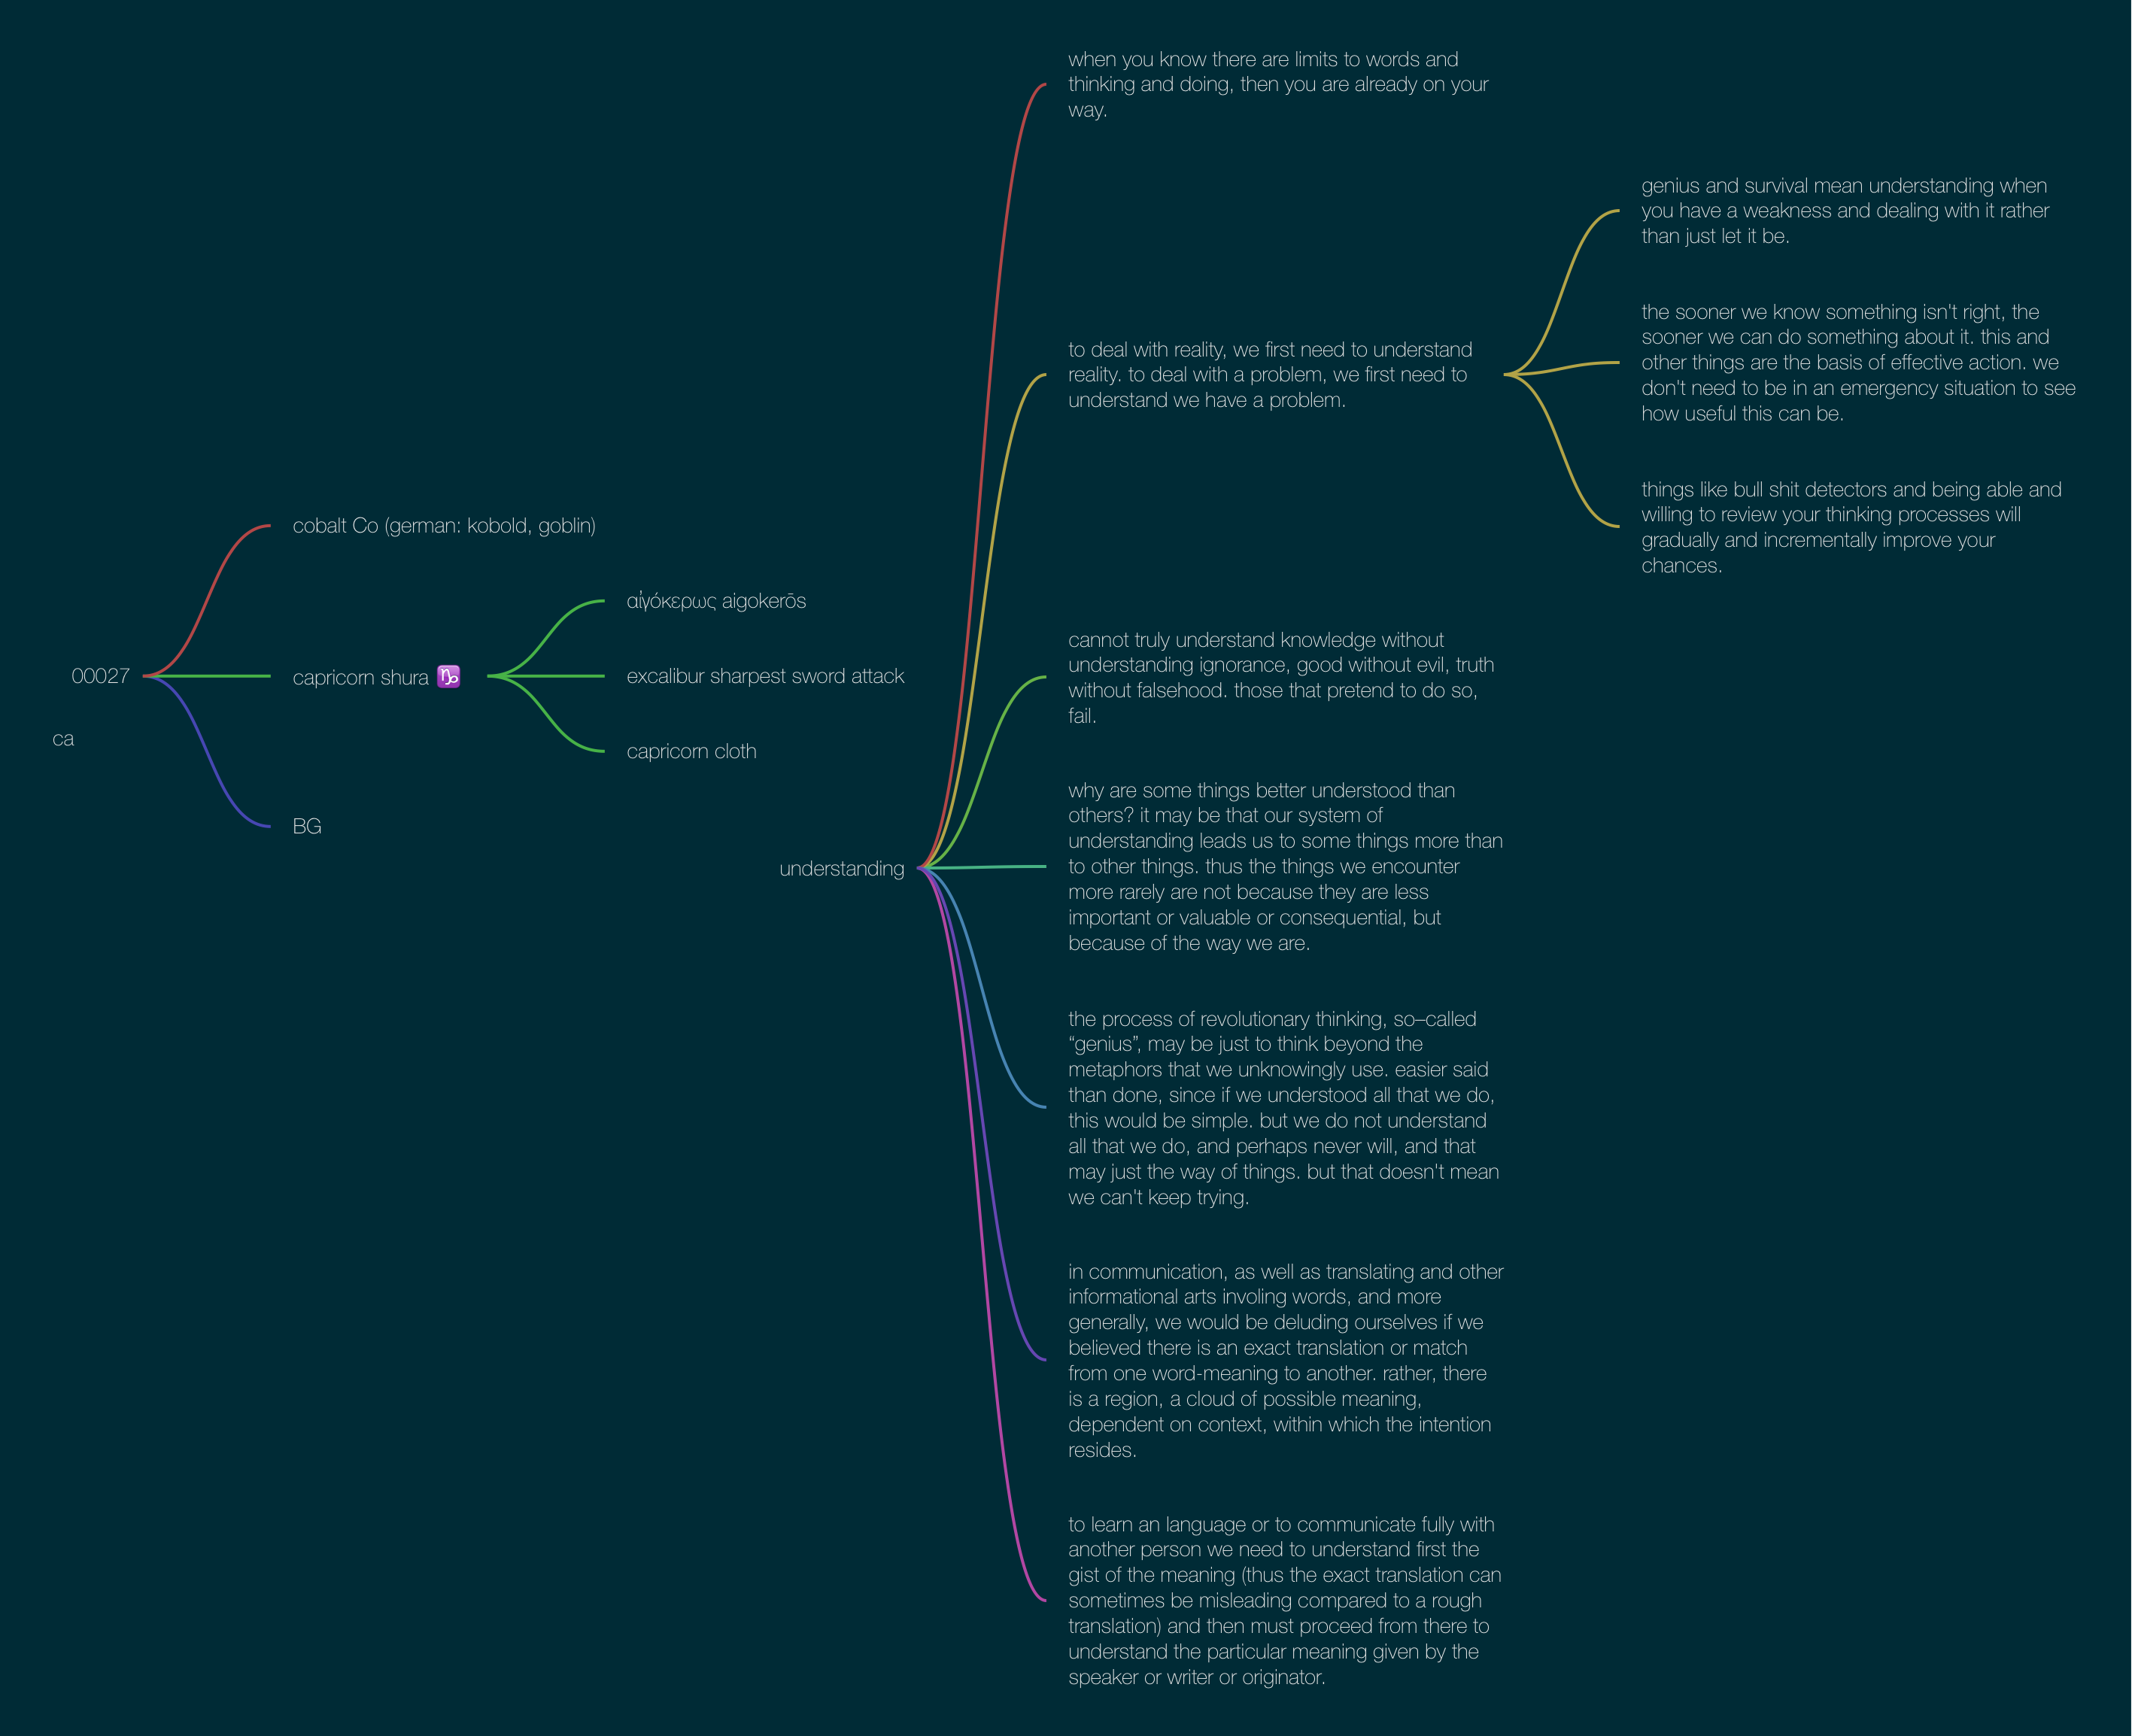 00027
ca
cobalt Co (german: kobold, goblin)
capricorn shura ♑
αἰγόκερως aigokerōs
excalibur sharpest sword attack
capricorn cloth
BG
understanding
when you know there are limits to words and
thinking and doing, then you are already on your
way.
to deal with reality, we first need to understand
reality. to deal with a problem, we first need to
understand we have a problem.
genius and survival mean understanding when
you have a weakness and dealing with it rather
than just let it be.
the sooner we know something isn't right, the
sooner we can do something about it. this and
other things are the basis of effective action. we
don't need to be in an emergency situation to see
how useful this can be.
things like bull shit detectors and being able and
willing to review your thinking processes will
gradually and incrementally improve your
chances.
cannot truly understand knowledge without
understanding ignorance, good without evil, truth
without falsehood. those that pretend to do so,
fail.
why are some things better understood than
others? it may be that our system of
understanding leads us to some things more than
to other things. thus the things we encounter
more rarely are not because they are less
important or valuable or consequential, but
because of the way we are.
the process of revolutionary thinking, so–called
“genius”, may be just to think beyond the
metaphors that we unknowingly use. easier said
than done, since if we understood all that we do,
this would be simple. but we do not understand
all that we do, and perhaps never will, and that
may just the way of things. but that doesn't mean
we can't keep trying.
in communication, as well as translating and other
informational arts involing words, and more
generally, we would be deluding ourselves if we
believed there is an exact translation or match
from one word-meaning to another. rather, there
is a region, a cloud of possible meaning,
dependent on context, within which the intention
resides.
to learn an language or to communicate fully with
another person we need to understand first the
gist of the meaning (thus the exact translation can
sometimes be misleading compared to a rough
translation) and then must proceed from there to
understand the particular meaning given by the
speaker or writer or originator.